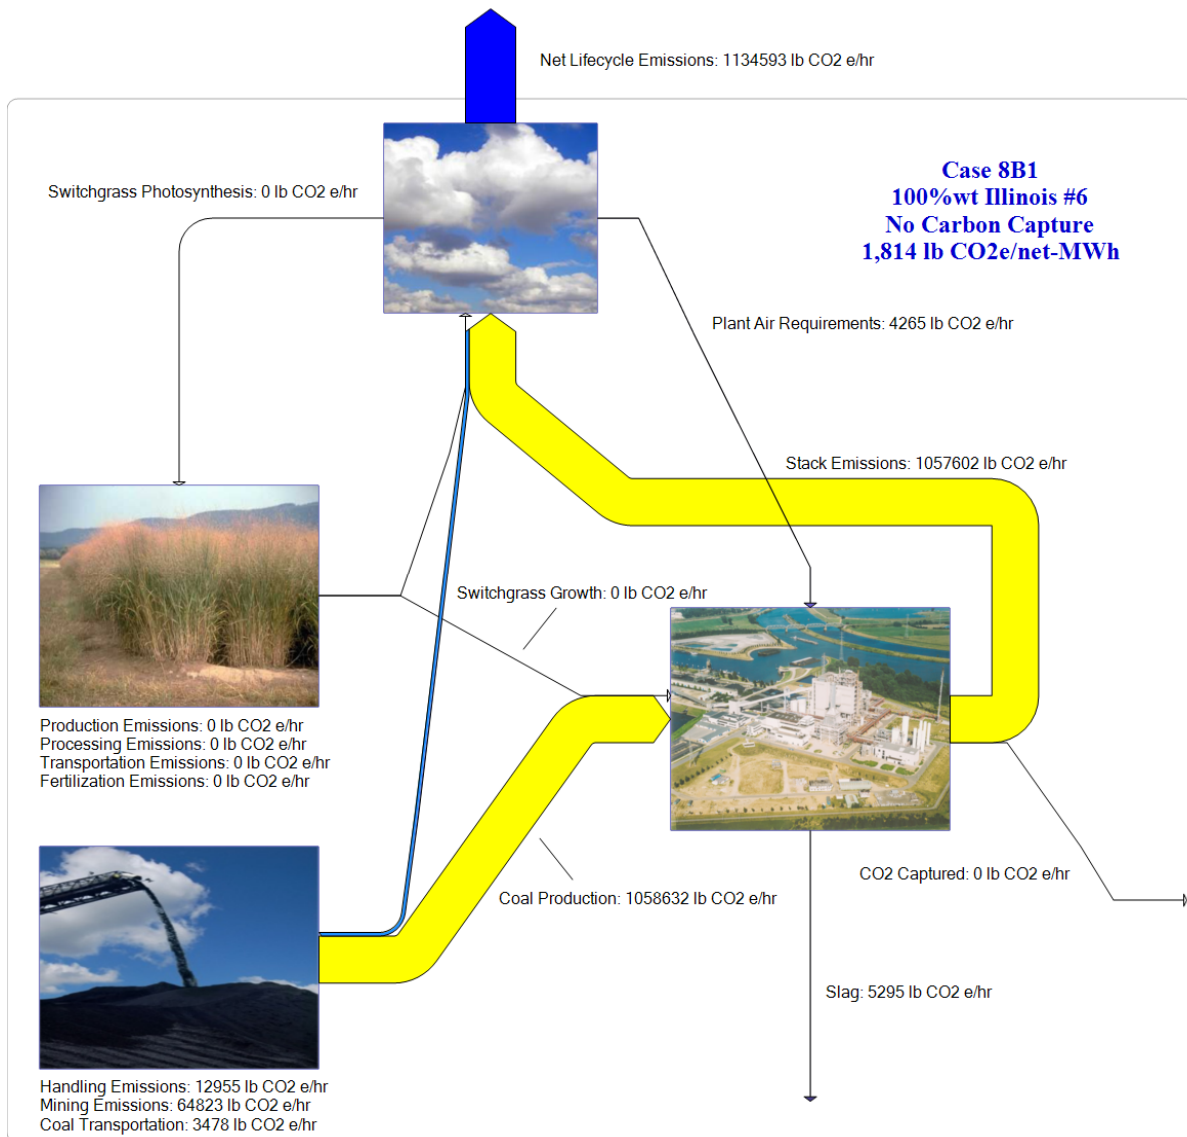 Net Lifecycle Emissions: 1134593 lb CO2 e/hr
Case 8B1
100%wt Illinois #6
No Carbon Capture
1,814 lb CO2e/net-MWh
Switchgrass Photosynthesis: 0 lb CO2 e/hr
Plant Air Requirements: 4265 lb CO2 e/hr
Stack Emissions: 1057602 lb CO2 e/hr
Switchgrass Growth: 0 lb CO2 e/hr
Production Emissions: 0 lb CO2 e/hr
Processing Emissions: 0 lb CO2 e/hr
Transportation Emissions: 0 lb CO2 e/hr
Fertilization Emissions: 0 lb CO2 e/hr
CO2 Captured: 0 lb CO2 e/hr
Coal Production: 1058632 lb CO2 e/hr
Slag: 5295 lb CO2 e/hr
Handling Emissions: 12955 lb CO2 e/hr
Mining Emissions: 64823 lb CO2 e/hr
Coal Transportation: 3478 lb CO2 e/hr